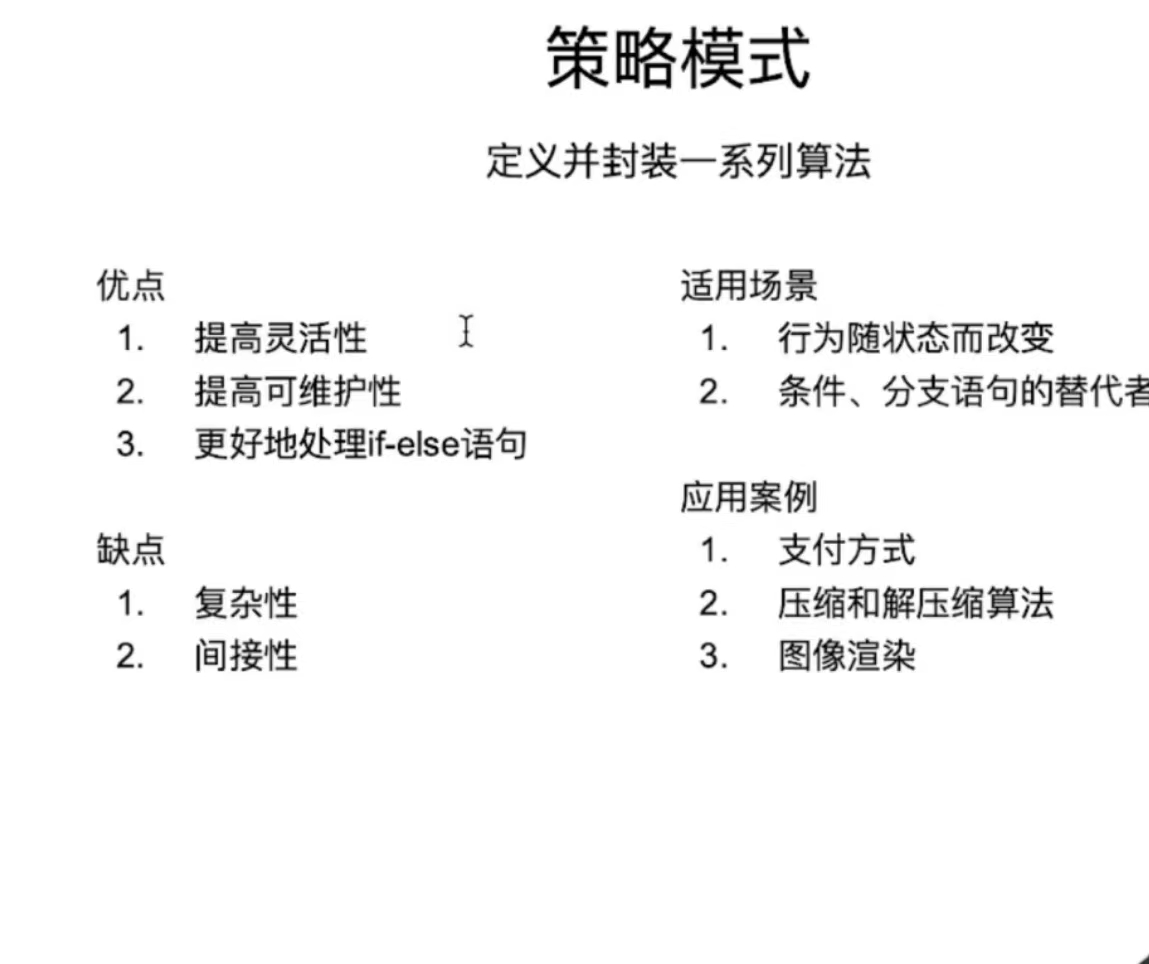 策略模式
定义并封装一系列算法
优点
1. 提高灵活性
2. 提高可维护性
3. 更好地处理if-else语句
缺点
1. 复杂性
2. 间接性
适用场景
1. 行为随状态而改变
2. 条件、分支语句的替代者
应用案例
1. 支付方式
2. 压缩和解压缩算法
3. 图像渲染